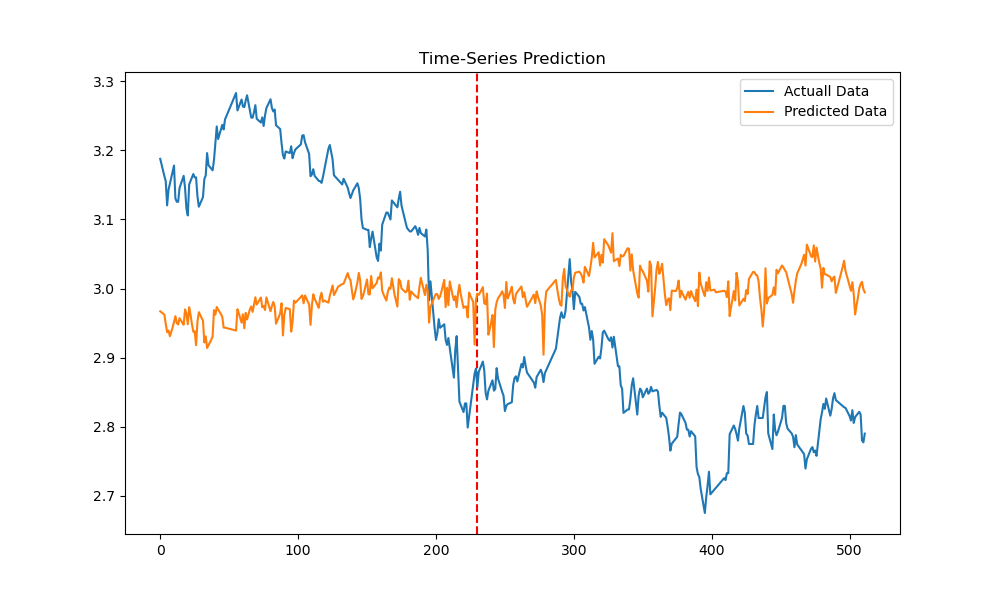 Time-Series Prediction
Actuall Data
Predicted Data
3.3
3.2
3.1
3.0
2.9
2.8
2.7
0 100 200 300 400 500